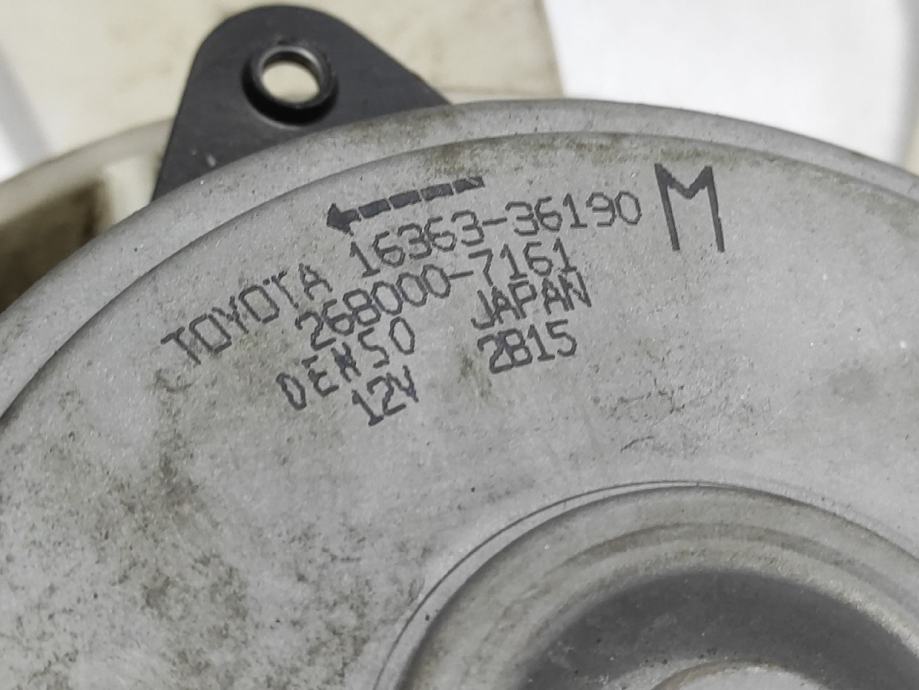 TOYOTA 16363-36190 M
268000-7161
DENSO JAPAN
12V 2B15